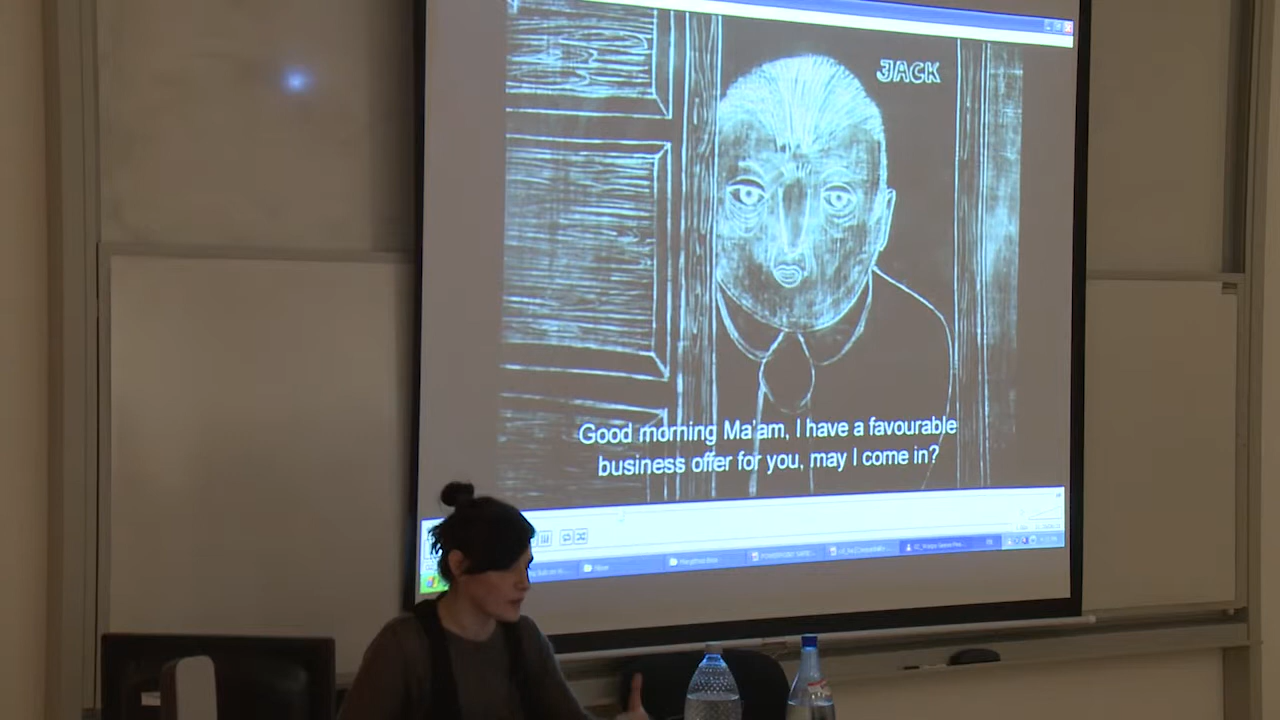 JACK
Good morning Ma'am, I have a favourable
business offer for you, may I come in?